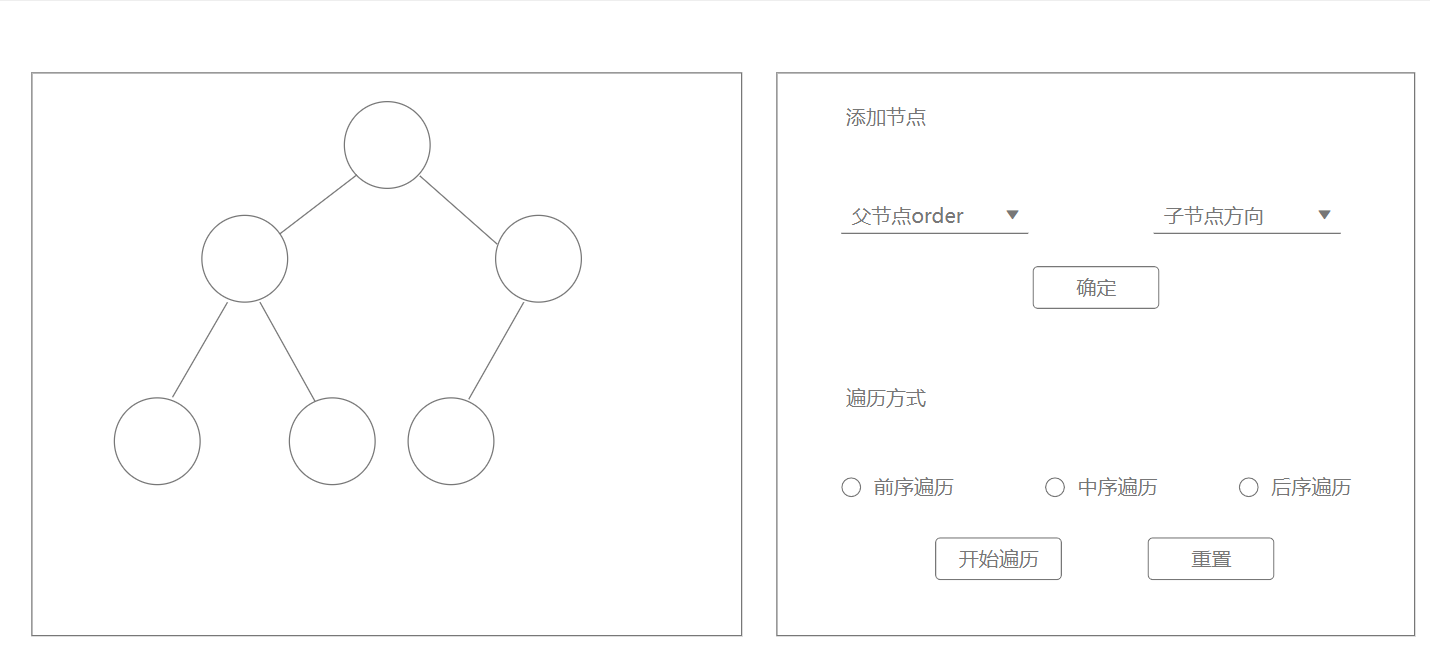 添加节点
父节点order
子节点方向
确定
遍历方式
前序遍历
中序遍历
后序遍历
开始遍历
重置